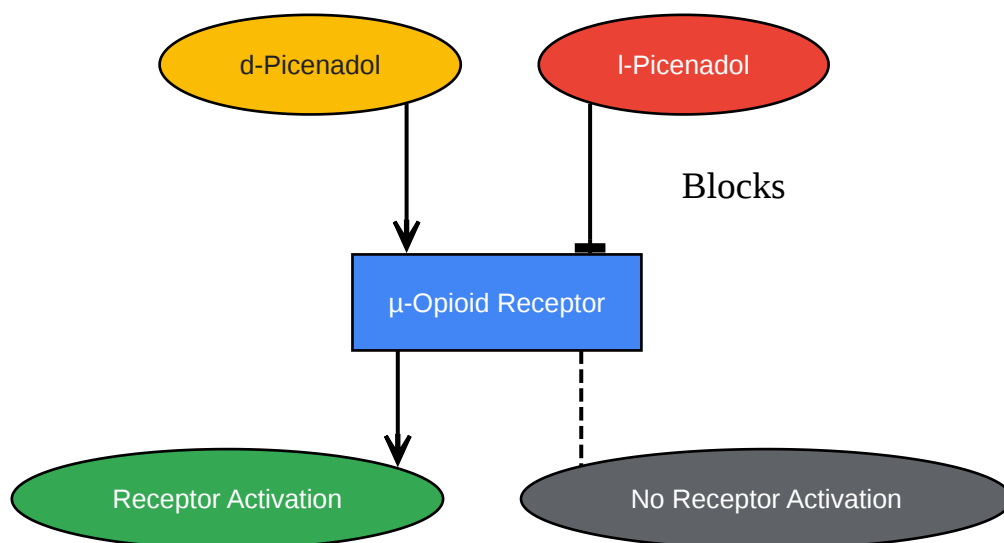 d-Picenadol
l-Picenadol
Blocks
µ-Opioid Receptor
Receptor Activation
No Receptor Activation